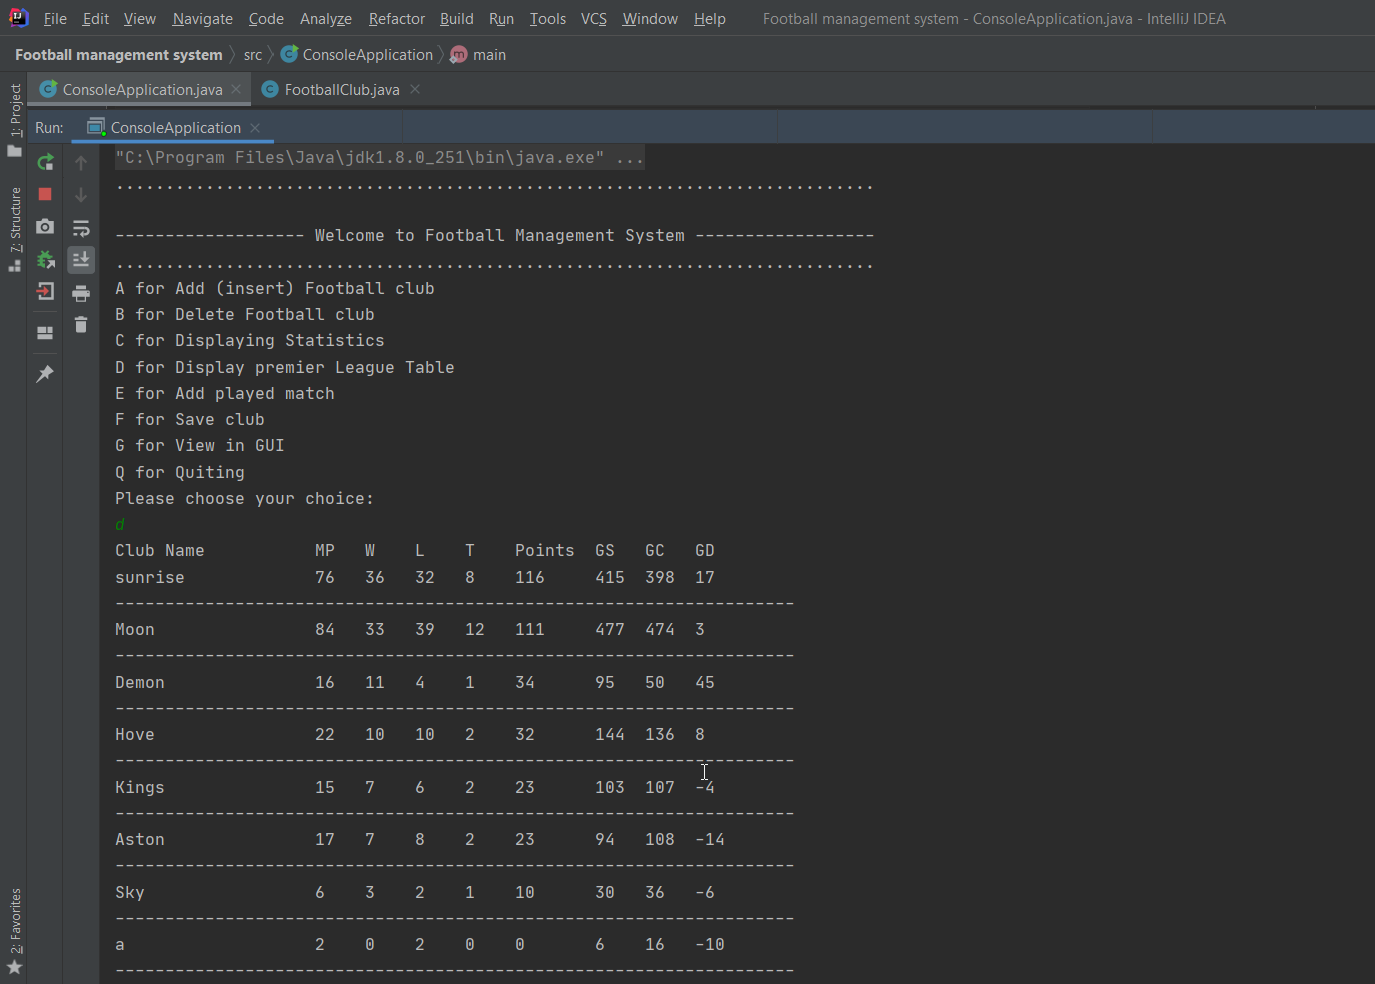 File Edit View Navigate Code Analyze Refactor Build Run Tools VCS Window Help Football management system - ConsoleApplication.java - IntelliJ IDEA
Football management system src ConsoleApplication main
ConsoleApplication.java FootballClub.java
1: Project
Run: ConsoleApplication
7: Structure
2: Favorites
"C:\Program Files\Java\jdk1.8.0_251\bin\java.exe" ...
............................................................................
------------------- Welcome to Football Management System ------------------
............................................................................
A for Add (insert) Football club
B for Delete Football club
C for Displaying Statistics
D for Display premier League Table
E for Add played match
F for Save club
G for View in GUI
Q for Quiting
Please choose your choice:
d
Club Name MP W L T Points GS GC GD
sunrise 76 36 32 8 116 415 398 17
--------------------------------------------------------------------
Moon 84 33 39 12 111 477 474 3
--------------------------------------------------------------------
Demon 16 11 4 1 34 95 50 45
--------------------------------------------------------------------
Hove 22 10 10 2 32 144 136 8
--------------------------------------------------------------------
Kings 15 7 6 2 23 103 107 -4
--------------------------------------------------------------------
Aston 17 7 8 2 23 94 108 -14
--------------------------------------------------------------------
Sky 6 3 2 1 10 30 36 -6
--------------------------------------------------------------------
a 2 0 2 0 0 6 16 -10
--------------------------------------------------------------------